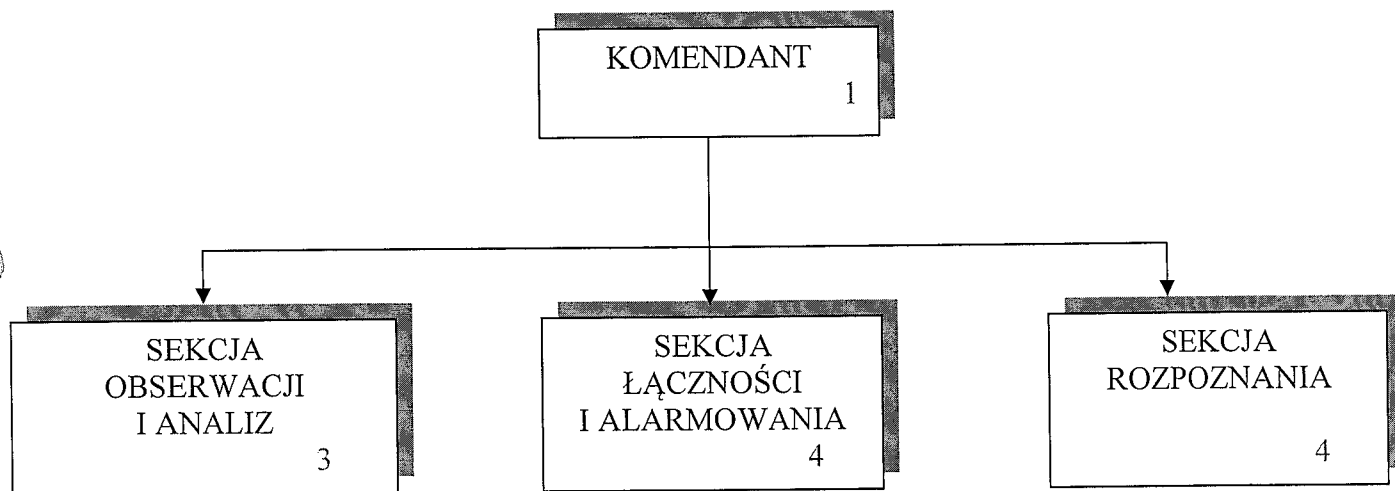 KOMENDANT
1
SEKCJA
OBSERWACJI
I ANALIZ
3
SEKCJA
ŁĄCZNOŚCI
I ALARMOWANIA
4
SEKCJA
ROZPOZNANIA
4